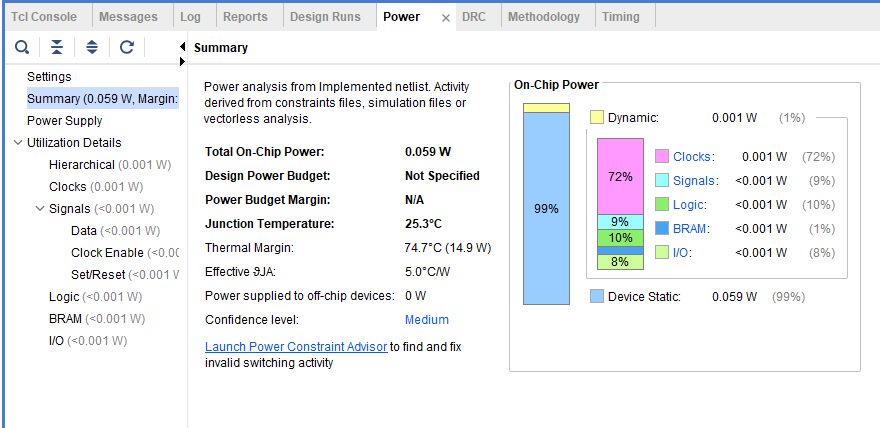 Tcl Console Messages Log Reports Design Runs Power × DRC Methodology Timing
Summary
Settings
Summary (0.059 W, Margin:
Power Supply
Utilization Details
Hierarchical (0.001 W)
Clocks (0.001 W)
Signals (<0.001 W)
Data (<0.001 W)
Clock Enable (<0.00
Set/Reset (<0.001 W
Logic (<0.001 W)
BRAM (<0.001 W)
I/O (<0.001 W)
Power analysis from Implemented netlist. Activity
derived from constraints files, simulation files or
vectorless analysis.
Total On-Chip Power: 0.059 W
Design Power Budget: Not Specified
Power Budget Margin: N/A
Junction Temperature: 25.3°C
Thermal Margin: 74.7°C (14.9 W)
Effective ϑJA: 5.0°C/W
Power supplied to off-chip devices: 0 W
Confidence level: Medium
Launch Power Constraint Advisor to find and fix
invalid switching activity
On-Chip Power
99%
Dynamic: 0.001 W (1%)
72%
9%
10%
8%
Clocks: 0.001 W (72%)
Signals: <0.001 W (9%)
Logic: <0.001 W (10%)
BRAM: <0.001 W (1%)
I/O: <0.001 W (8%)
Device Static: 0.059 W (99%)